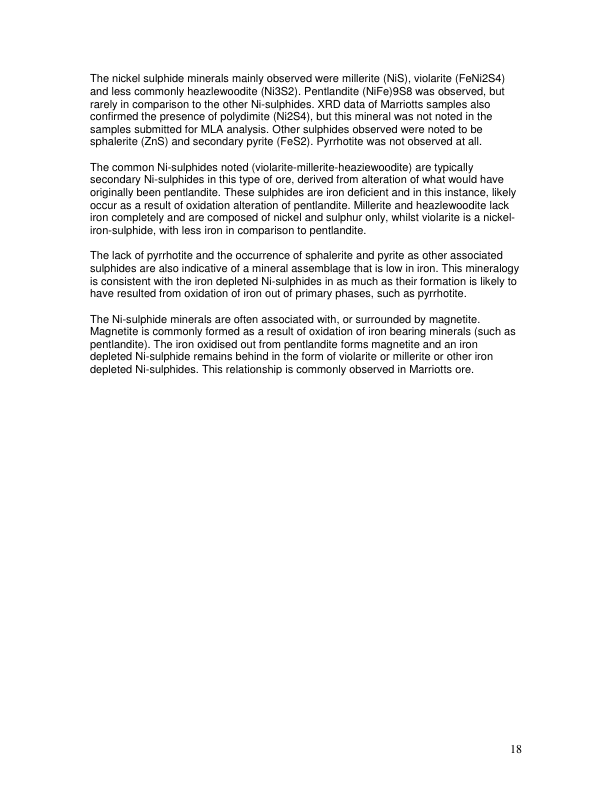 The nickel sulphide minerals mainly observed were millerite (NiS), violarite (FeNi2S4)
and less commonly heazlewoodite (Ni3S2). Pentlandite (NiFe)9S8 was observed, but
rarely in comparison to the other Ni-sulphides. XRD data of Marriotts samples also
confirmed the presence of polydimite (Ni2S4), but this mineral was not noted in the
samples submitted for MLA analysis. Other sulphides observed were noted to be
sphalerite (ZnS) and secondary pyrite (FeS2). Pyrrhotite was not observed at all.
The common Ni-sulphides noted (violarite-millerite-heaziewoodite) are typically
secondary Ni-sulphides in this type of ore, derived from alteration of what would have
originally been pentlandite. These sulphides are iron deficient and in this instance, likely
occur as a result of oxidation alteration of pentlandite. Millerite and heazlewoodite lack
iron completely and are composed of nickel and sulphur only, whilst violarite is a nickel-
iron-sulphide, with less iron in comparison to pentlandite.
The lack of pyrrhotite and the occurrence of sphalerite and pyrite as other associated
sulphides are also indicative of a mineral assemblage that is low in iron. This mineralogy
is consistent with the iron depleted Ni-sulphides in as much as their formation is likely to
have resulted from oxidation of iron out of primary phases, such as pyrrhotite.
The Ni-sulphide minerals are often associated with, or surrounded by magnetite.
Magnetite is commonly formed as a result of oxidation of iron bearing minerals (such as
pentlandite). The iron oxidised out from pentlandite forms magnetite and an iron
depleted Ni-sulphide remains behind in the form of violarite or millerite or other iron
depleted Ni-sulphides. This relationship is commonly observed in Marriotts ore.
18